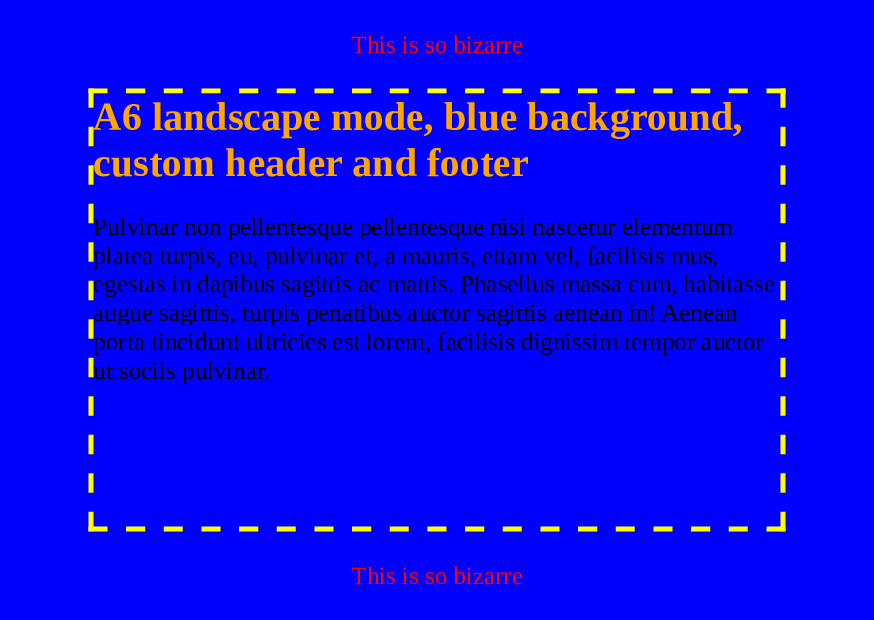 This is so bizarre
A6 landscape mode, blue background,
custom header and footer
Pulvinar non pellentesque pellentesque nisi nascetur elementum
platea turpis, eu, pulvinar et, a mauris, etiam vel, facilisis mus,
egestas in dapibus sagittis ac mattis. Phasellus massa cum, habitasse
augue sagittis, turpis penatibus auctor sagittis aenean in! Aenean
porta tincidunt ultricies est lorem, facilisis dignissim tempor auctor
ut sociis pulvinar.
This is so bizarre